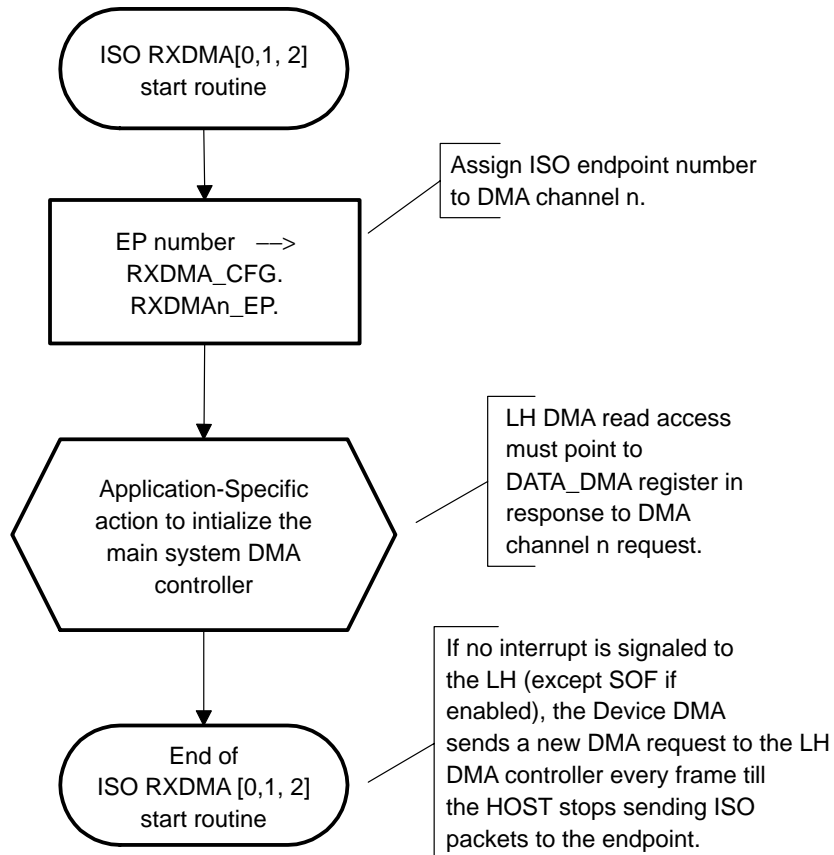 ISO RXDMA[0,1, 2]
start routine
Assign ISO endpoint number
to DMA channel n.
EP number ––>
RXDMA_CFG.
RXDMAn_EP.
LH DMA read access
must point to
DATA_DMA register in
response to DMA
channel n request.
Application-Specific
action to intialize the
main system DMA
controller
If no interrupt is signaled to
the LH (except SOF if
enabled), the Device DMA
sends a new DMA request to the LH
DMA controller every frame till
the HOST stops sending ISO
packets to the endpoint.
End of
ISO RXDMA [0,1, 2]
start routine